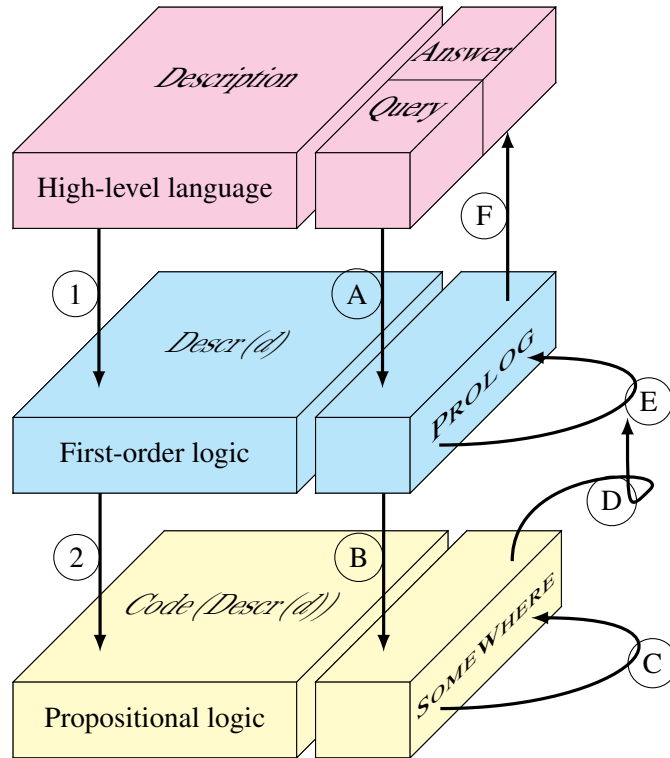 Answer
Description
Query
High-level language
F
1
A
Descr(d)
PROLOG
E
First-order logic
D
2
B
Code(Descr(d))
SOMEWHERE
C
Propositional logic